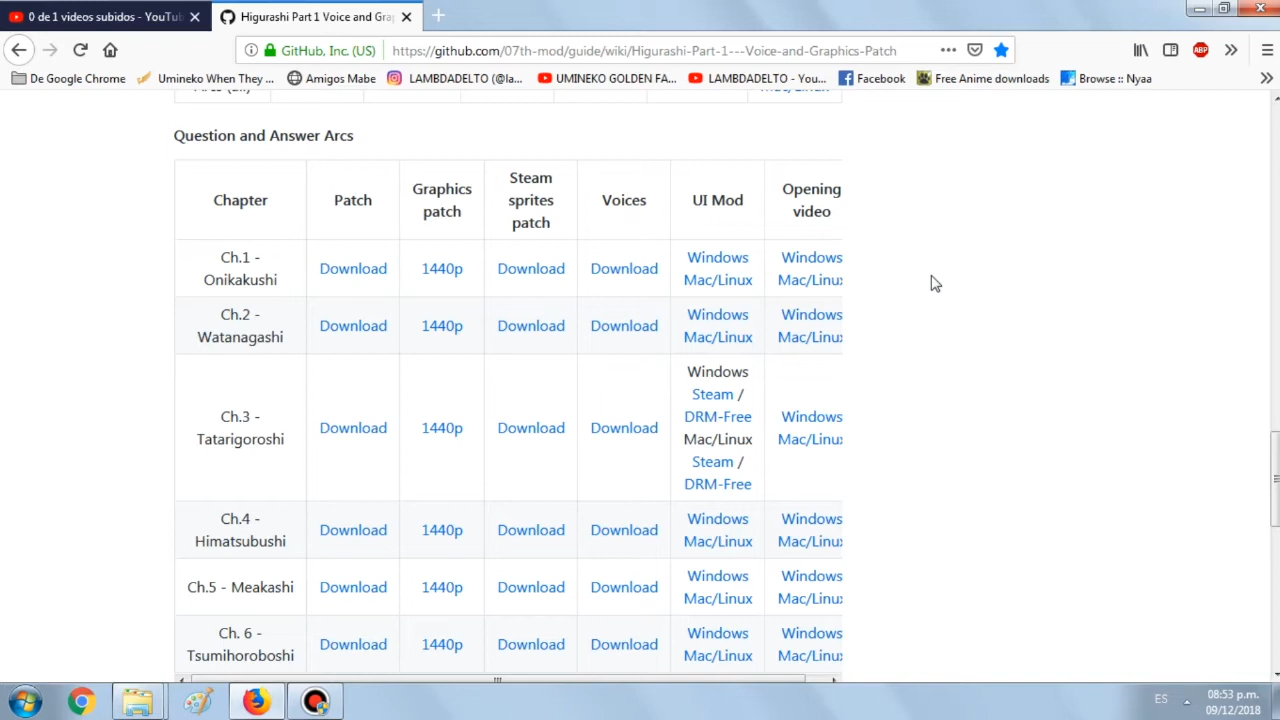 0 de 1 videos subidos - YouTub
Higurashi Part 1 Voice and Gra
GitHub, Inc. (US)
https://github.com/07th-mod/guide/wiki/Higurashi-Part-1---Voice-and-Graphics-Patch
ABP
De Google Chrome
Umineko When They ...
Amigos Mabe
LAMBDADELTO (@la...
UMINEKO GOLDEN FA...
LAMBDADELTO - You...
Facebook
Free Anime downloads
Browse :: Nyaa
Mac/Linux
Question and Answer Arcs
Chapter
Patch
Graphics
patch
Steam
sprites
patch
Voices
UI Mod
Opening
video
Ch.1 -
Onikakushi
Download
1440p
Download
Download
Windows
Mac/Linux
Windows
Mac/Linux
Ch.2 -
Watanagashi
Download
1440p
Download
Download
Windows
Mac/Linux
Windows
Mac/Linux
Ch.3 -
Tatarigoroshi
Download
1440p
Download
Download
Windows
Steam /
DRM-Free
Mac/Linux
Steam /
DRM-Free
Windows
Mac/Linux
Ch.4 -
Himatsubushi
Download
1440p
Download
Download
Windows
Mac/Linux
Windows
Mac/Linux
Ch.5 - Meakashi
Download
1440p
Download
Download
Windows
Mac/Linux
Windows
Mac/Linux
Ch. 6 -
Tsumihoroboshi
Download
1440p
Download
Download
Windows
Mac/Linux
Windows
Mac/Linux
ES
08:53 p.m.
09/12/2018